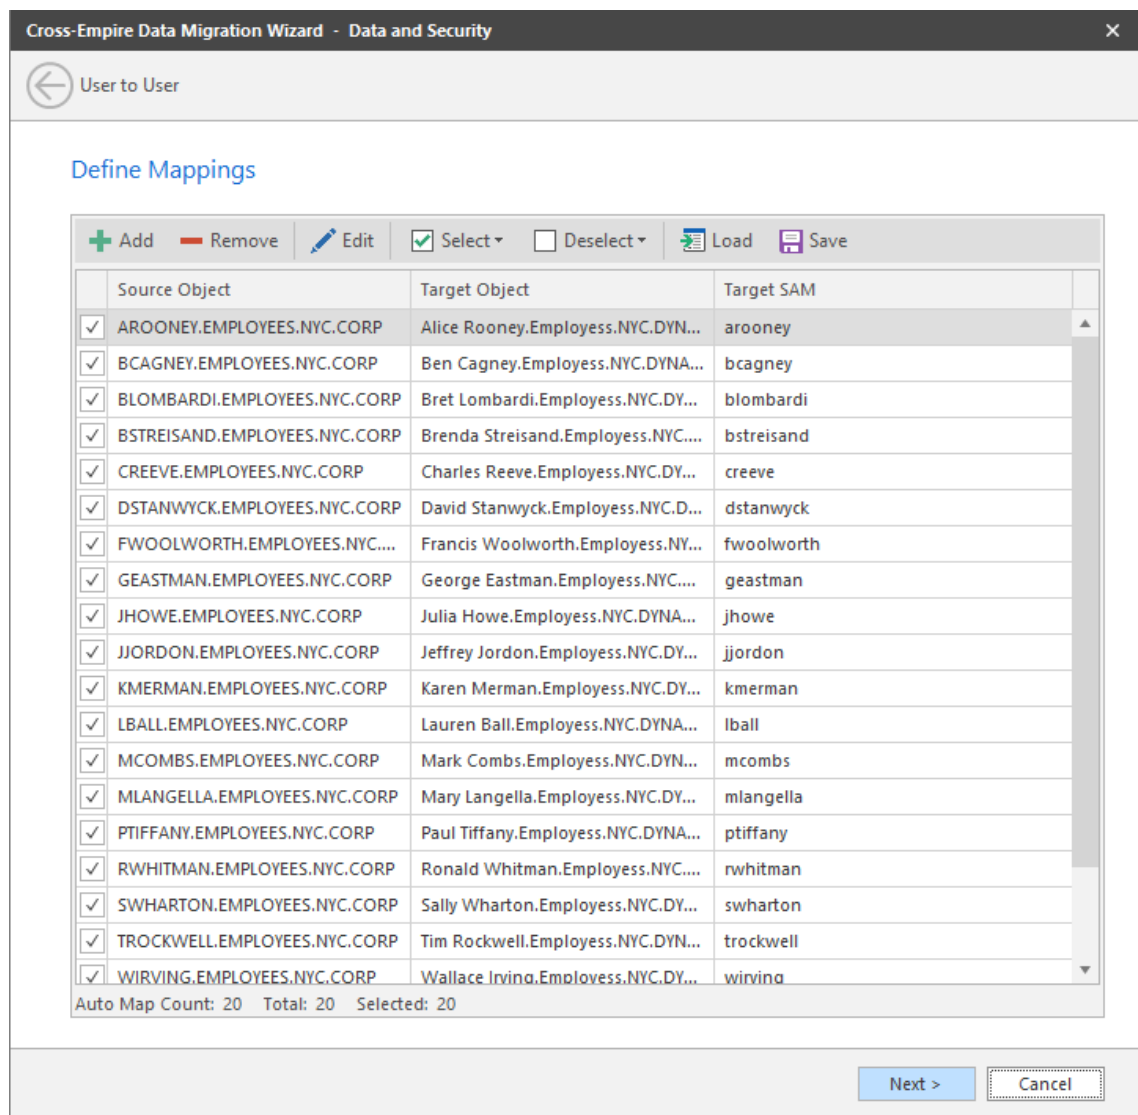 Cross-Empire Data Migration Wizard - Data and Security
User to User
Define Mappings
Add Remove Edit Select Deselect Load Save
Source Object Target Object Target SAM
AROONEY.EMPLOYEES.NYC.CORP Alice Rooney.Employess.NYC.DYN... arooney
BCAGNEY.EMPLOYEES.NYC.CORP Ben Cagney.Employess.NYC.DYNA... bcagney
BLOMBARDI.EMPLOYEES.NYC.CORP Bret Lombardi.Employess.NYC.DY... blombardi
BSTREISAND.EMPLOYEES.NYC.CORP Brenda Streisand.Employess.NYC.... bstreisand
CREEVE.EMPLOYEES.NYC.CORP Charles Reeve.Employess.NYC.DY... creeve
DSTANWYCK.EMPLOYEES.NYC.CORP David Stanwyck.Employess.NYC.D... dstanwyck
FWOOLWORTH.EMPLOYEES.NYC.... Francis Woolworth.Employess.NY... fwoolworth
GEASTMAN.EMPLOYEES.NYC.CORP George Eastman.Employess.NYC.... geastman
JHOWE.EMPLOYEES.NYC.CORP Julia Howe.Employess.NYC.DYNA... jhowe
JJORDON.EMPLOYEES.NYC.CORP Jeffrey Jordon.Employess.NYC.DY... jjordon
KMERMAN.EMPLOYEES.NYC.CORP Karen Merman.Employess.NYC.DY... kmerman
LBALL.EMPLOYEES.NYC.CORP Lauren Ball.Employess.NYC.DYNA... lball
MCOMBS.EMPLOYEES.NYC.CORP Mark Combs.Employess.NYC.DYN... mcombs
MLANGELLA.EMPLOYEES.NYC.CORP Mary Langella.Employess.NYC.DY... mlangella
PTIFFANY.EMPLOYEES.NYC.CORP Paul Tiffany.Employess.NYC.DYNA... ptiffany
RWHITMAN.EMPLOYEES.NYC.CORP Ronald Whitman.Employess.NYC.... rwhitman
SWHARTON.EMPLOYEES.NYC.CORP Sally Wharton.Employess.NYC.DY... swharton
TROCKWELL.EMPLOYEES.NYC.CORP Tim Rockwell.Employess.NYC.DYN... trockwell
WIRVING.EMPLOYEES.NYC.CORP Wallace Irving.Employess.NYC.DY... wirving
Auto Map Count: 20 Total: 20 Selected: 20
Next > Cancel